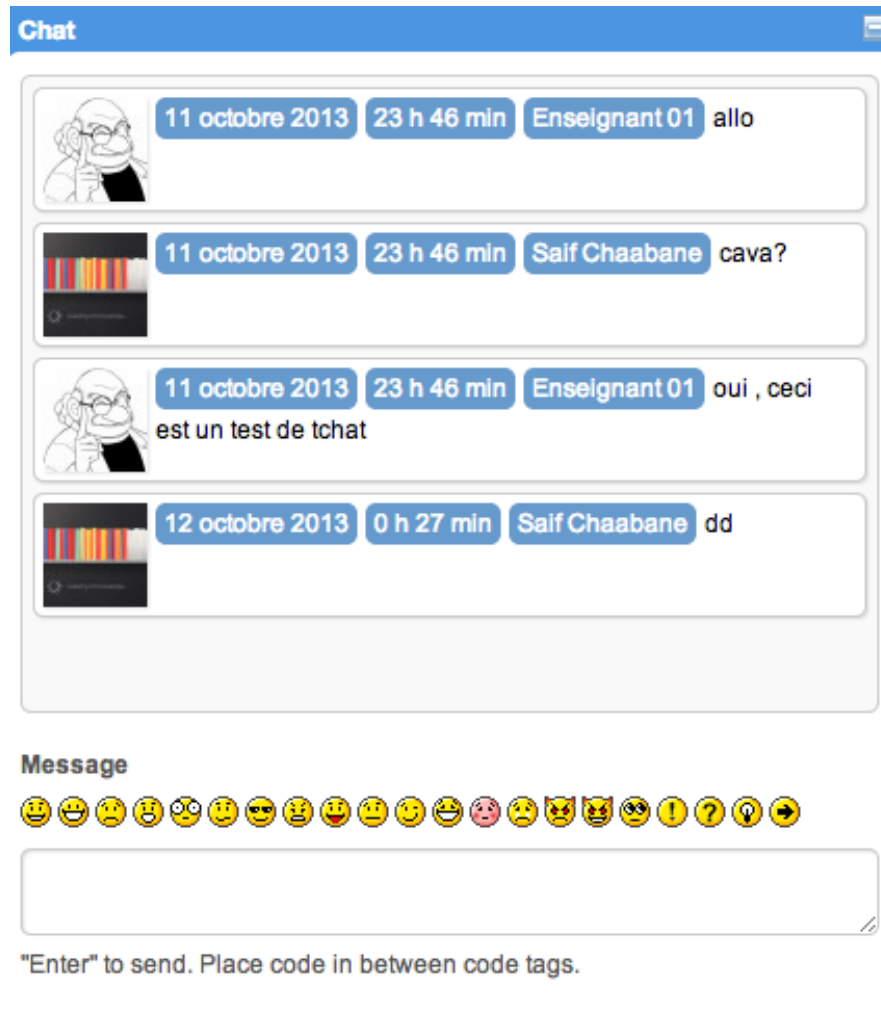 Chat
11 octobre 2013 23 h 46 min Enseignant 01 allo
11 octobre 2013 23 h 46 min Saif Chaabane cava?
11 octobre 2013 23 h 46 min Enseignant 01 oui , ceci
est un test de tchat
12 octobre 2013 0 h 27 min Saif Chaabane dd
Message
"Enter" to send. Place code in between code tags.